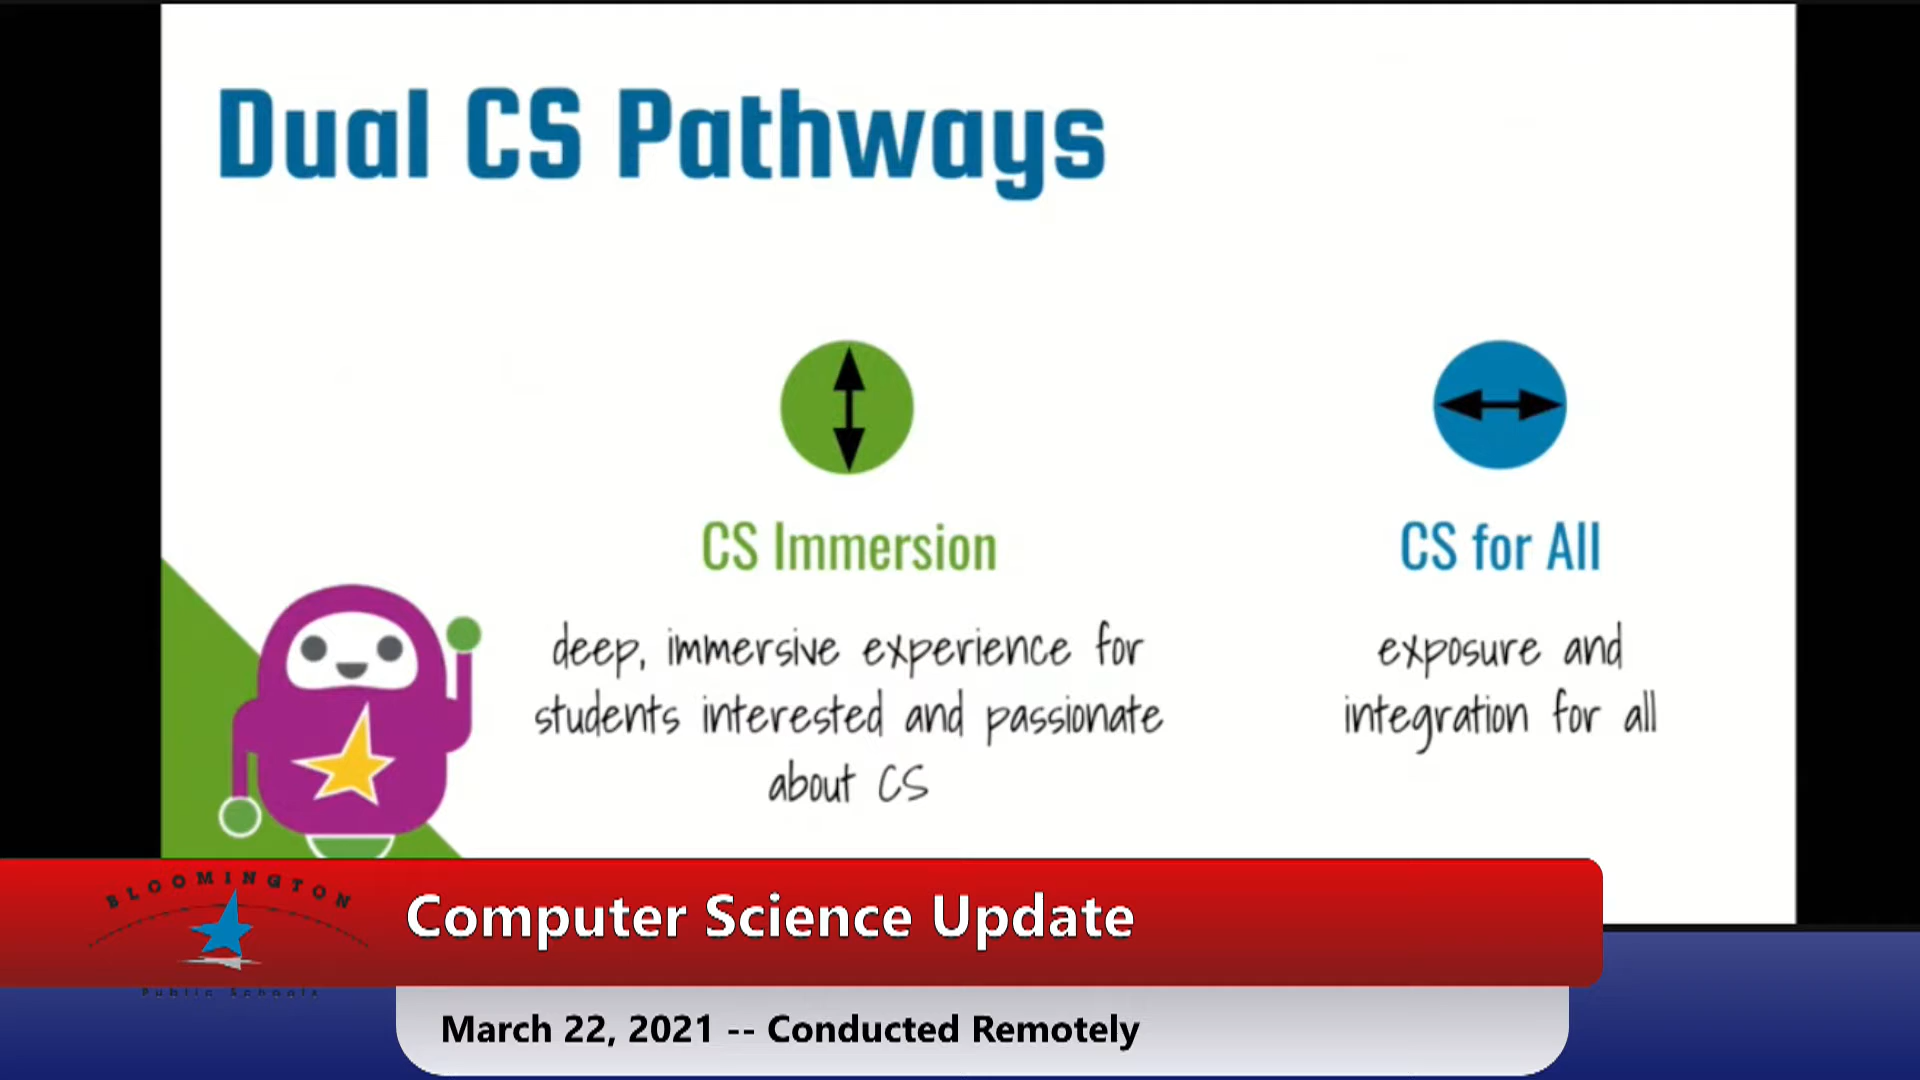 Dual CS Pathways
CS Immersion
deep, immersive experience for
students interested and passionate
about CS
CS for All
exposure and
integration for all
BLOOMINGTON
Public Schools
Computer Science Update
March 22, 2021 -- Conducted Remotely